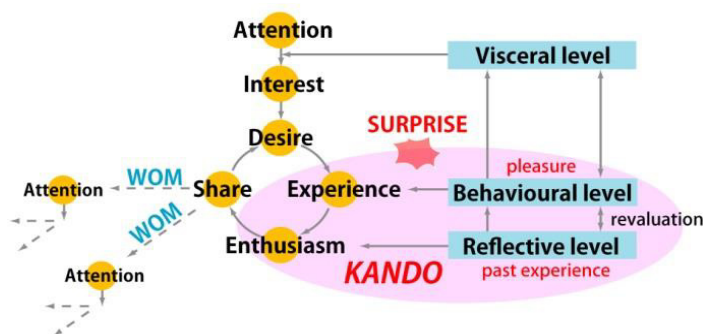 Attention
Visceral level
Interest
SURPRISE
Desire
pleasure
WOM
Attention
Share
Experience
Behavioural level
WOM
revaluation
Enthusiasm
Reflective level
Attention
KANDO
past experience